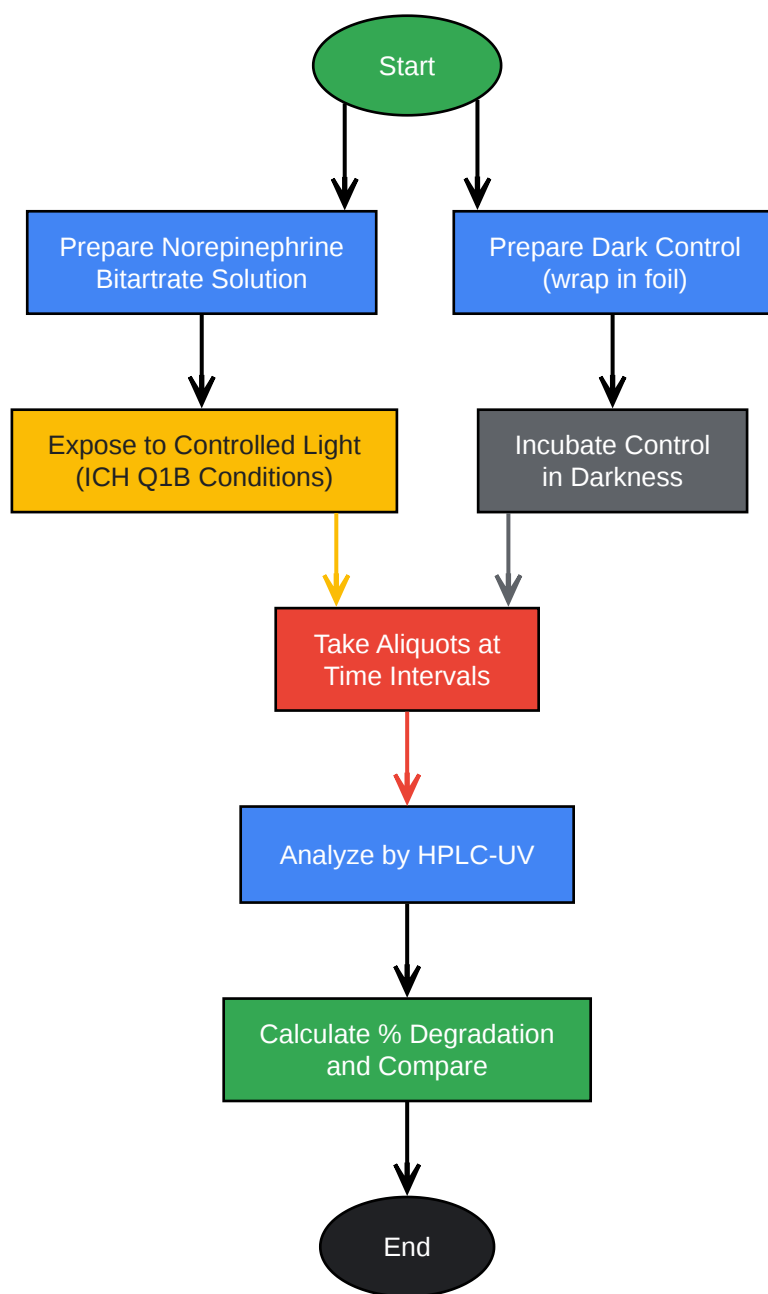 Start
Prepare Norepinephrine
Bitartrate Solution
Prepare Dark Control
(wrap in foil)
Expose to Controlled Light
(ICH Q1B Conditions)
Incubate Control
in Darkness
Take Aliquots at
Time Intervals
Analyze by HPLC-UV
Calculate % Degradation
and Compare
End